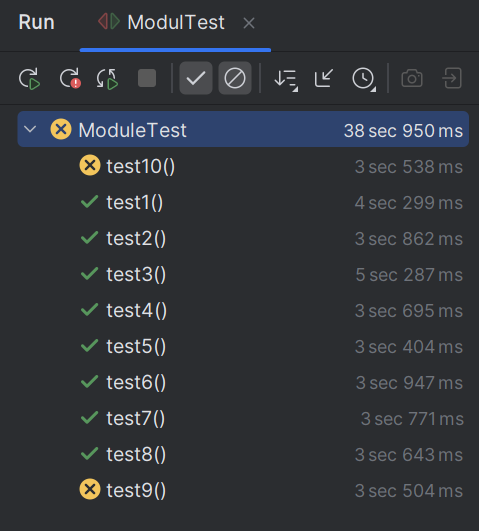 Run ModulTest
ModuleTest 38 sec 950 ms
test10() 3 sec 538 ms
test1() 4 sec 299 ms
test2() 3 sec 862 ms
test3() 5 sec 287 ms
test4() 3 sec 695 ms
test5() 3 sec 404 ms
test6() 3 sec 947 ms
test7() 3 sec 771 ms
test8() 3 sec 643 ms
test9() 3 sec 504 ms